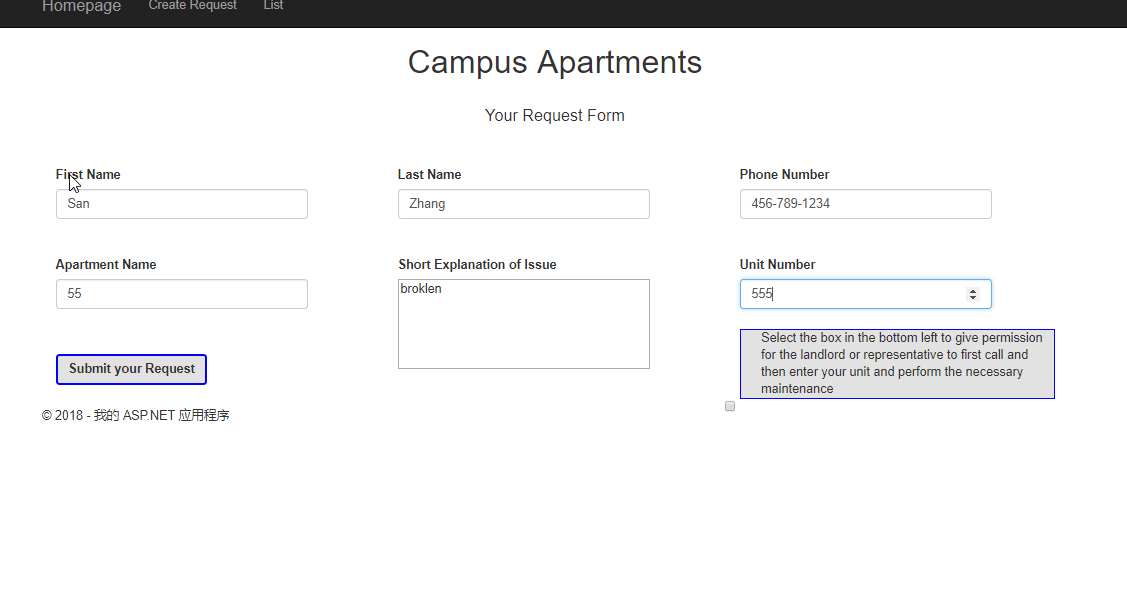 Homepage Create Request List
Campus Apartments
Your Request Form
First Name Last Name Phone Number
San Zhang 456-789-1234
Apartment Name Short Explanation of Issue Unit Number
55 broklen 555
Select the box in the bottom left to give permission
for the landlord or representative to first call and
then enter your unit and perform the necessary
maintenance
Submit your Request
© 2018 - 我的 ASP.NET 应用程序